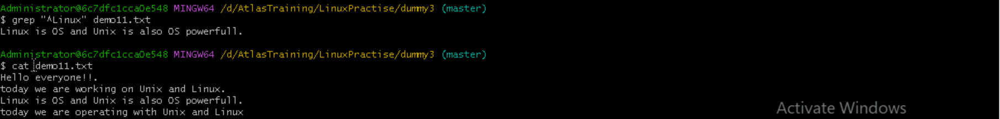 Administrator@6c7dfc1cca0e548 MINGW64 /d/AtlasTraining/LinuxPractise/dummy3 (master)
$ grep "^Linux" demo11.txt
Linux is OS and Unix is also OS powerfull.
Administrator@6c7dfc1cca0e548 MINGW64 /d/AtlasTraining/LinuxPractise/dummy3 (master)
$ cat demo11.txt
Hello everyone!!.
today we are working on Unix and Linux.
Linux is OS and Unix is also OS powerfull.
today we are operating with Unix and Linux
Activate Windows